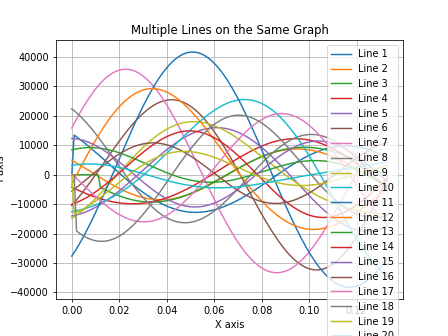 Multiple Lines on the Same Graph
40000
30000
20000
10000
0
−10000
−20000
−30000
−40000
0.00
0.02
0.04
0.06
0.08
0.10
X axis
Line 1
Line 2
Line 3
Line 4
Line 5
Line 6
Line 7
Line 8
Line 9
Line 10
Line 11
Line 12
Line 13
Line 14
Line 15
Line 16
Line 17
Line 18
Line 19
Line 20